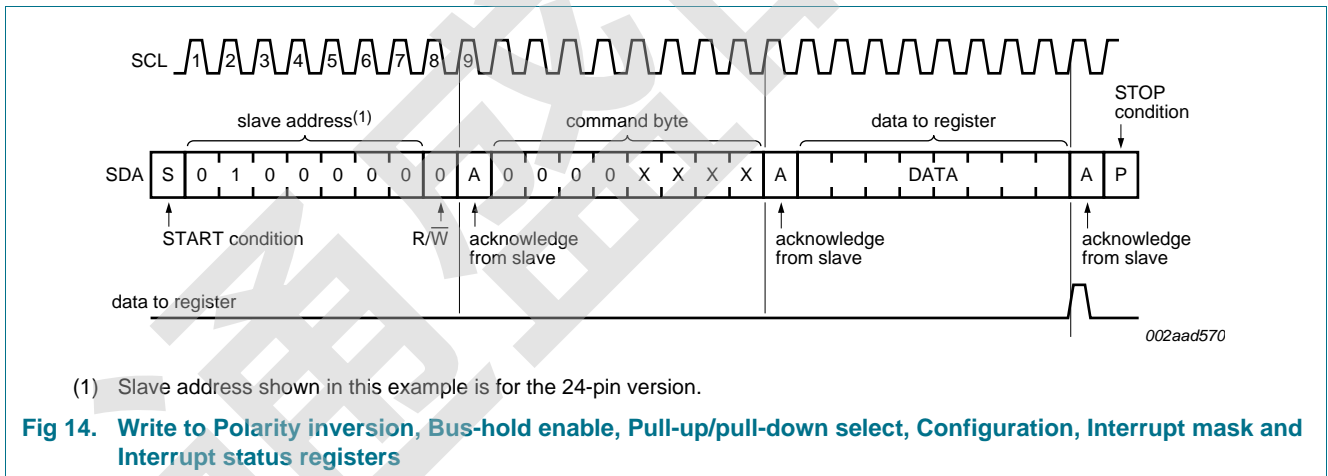 SCL 1 2 3 4 5 6 7 8 9
STOP
condition
slave address(1) command byte data to register
SDA S 0 1 0 0 0 0 0 0 A 0 0 0 0 X X X X A DATA A P
START condition R/W̅ acknowledge
from slave acknowledge
from slave acknowledge
from slave
data to register
002aad570
(1) Slave address shown in this example is for the 24-pin version.
Fig 14. Write to Polarity inversion, Bus-hold enable, Pull-up/pull-down select, Configuration, Interrupt mask and
Interrupt status registers